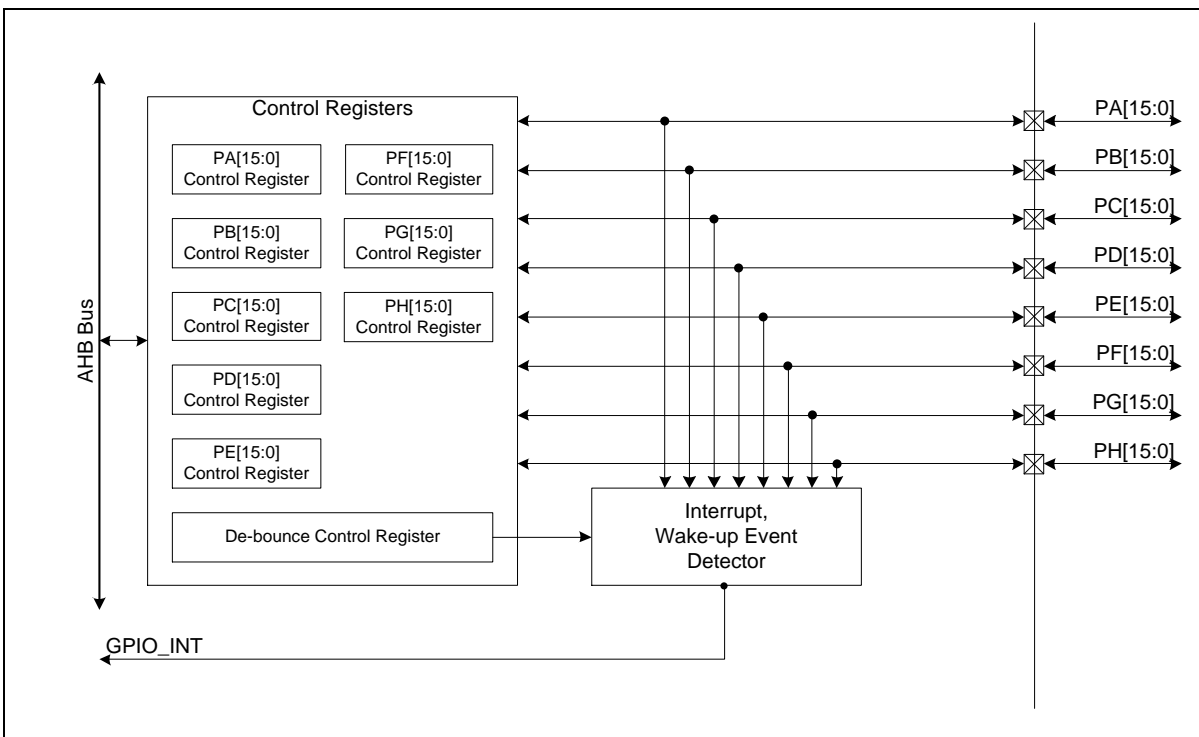 Control Registers
PA[15:0]
Control Register
PF[15:0]
Control Register
PB[15:0]
Control Register
PG[15:0]
Control Register
PC[15:0]
Control Register
PH[15:0]
Control Register
PD[15:0]
Control Register
PE[15:0]
Control Register
De-bounce Control Register
AHB Bus
GPIO_INT
Interrupt,
Wake-up Event
Detector
PA[15:0]
PB[15:0]
PC[15:0]
PD[15:0]
PE[15:0]
PF[15:0]
PG[15:0]
PH[15:0]